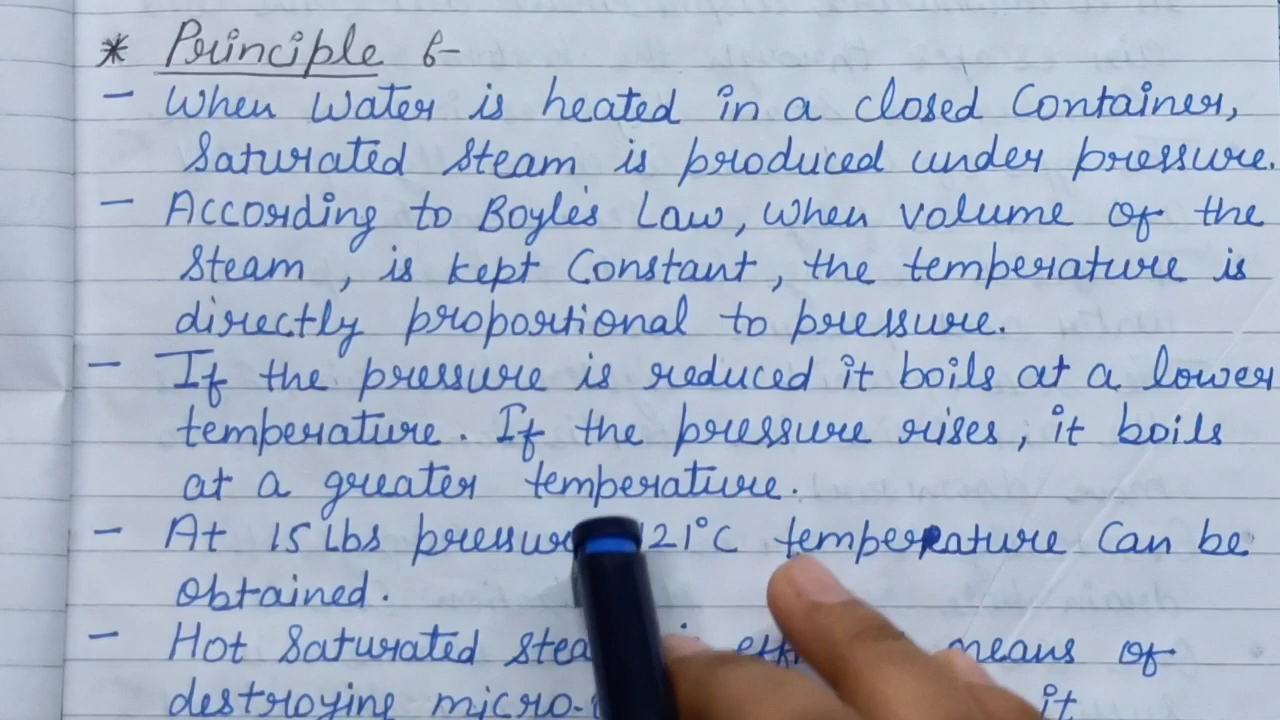 * Principle :-
- When Water is heated in a closed Container,
Saturated Steam is produced under pressure.
- According to Boyle's Law, when volume of the
Steam, is kept Constant, the temperature is
directly proportional to pressure.
- If the pressure is reduced it boils at a lower
temperature. If the pressure rises, it boils
at a greater temperature.
- At 15 lbs pressure 121°C temperature Can be
obtained.
- Hot Saturated means of
destroying micro- it